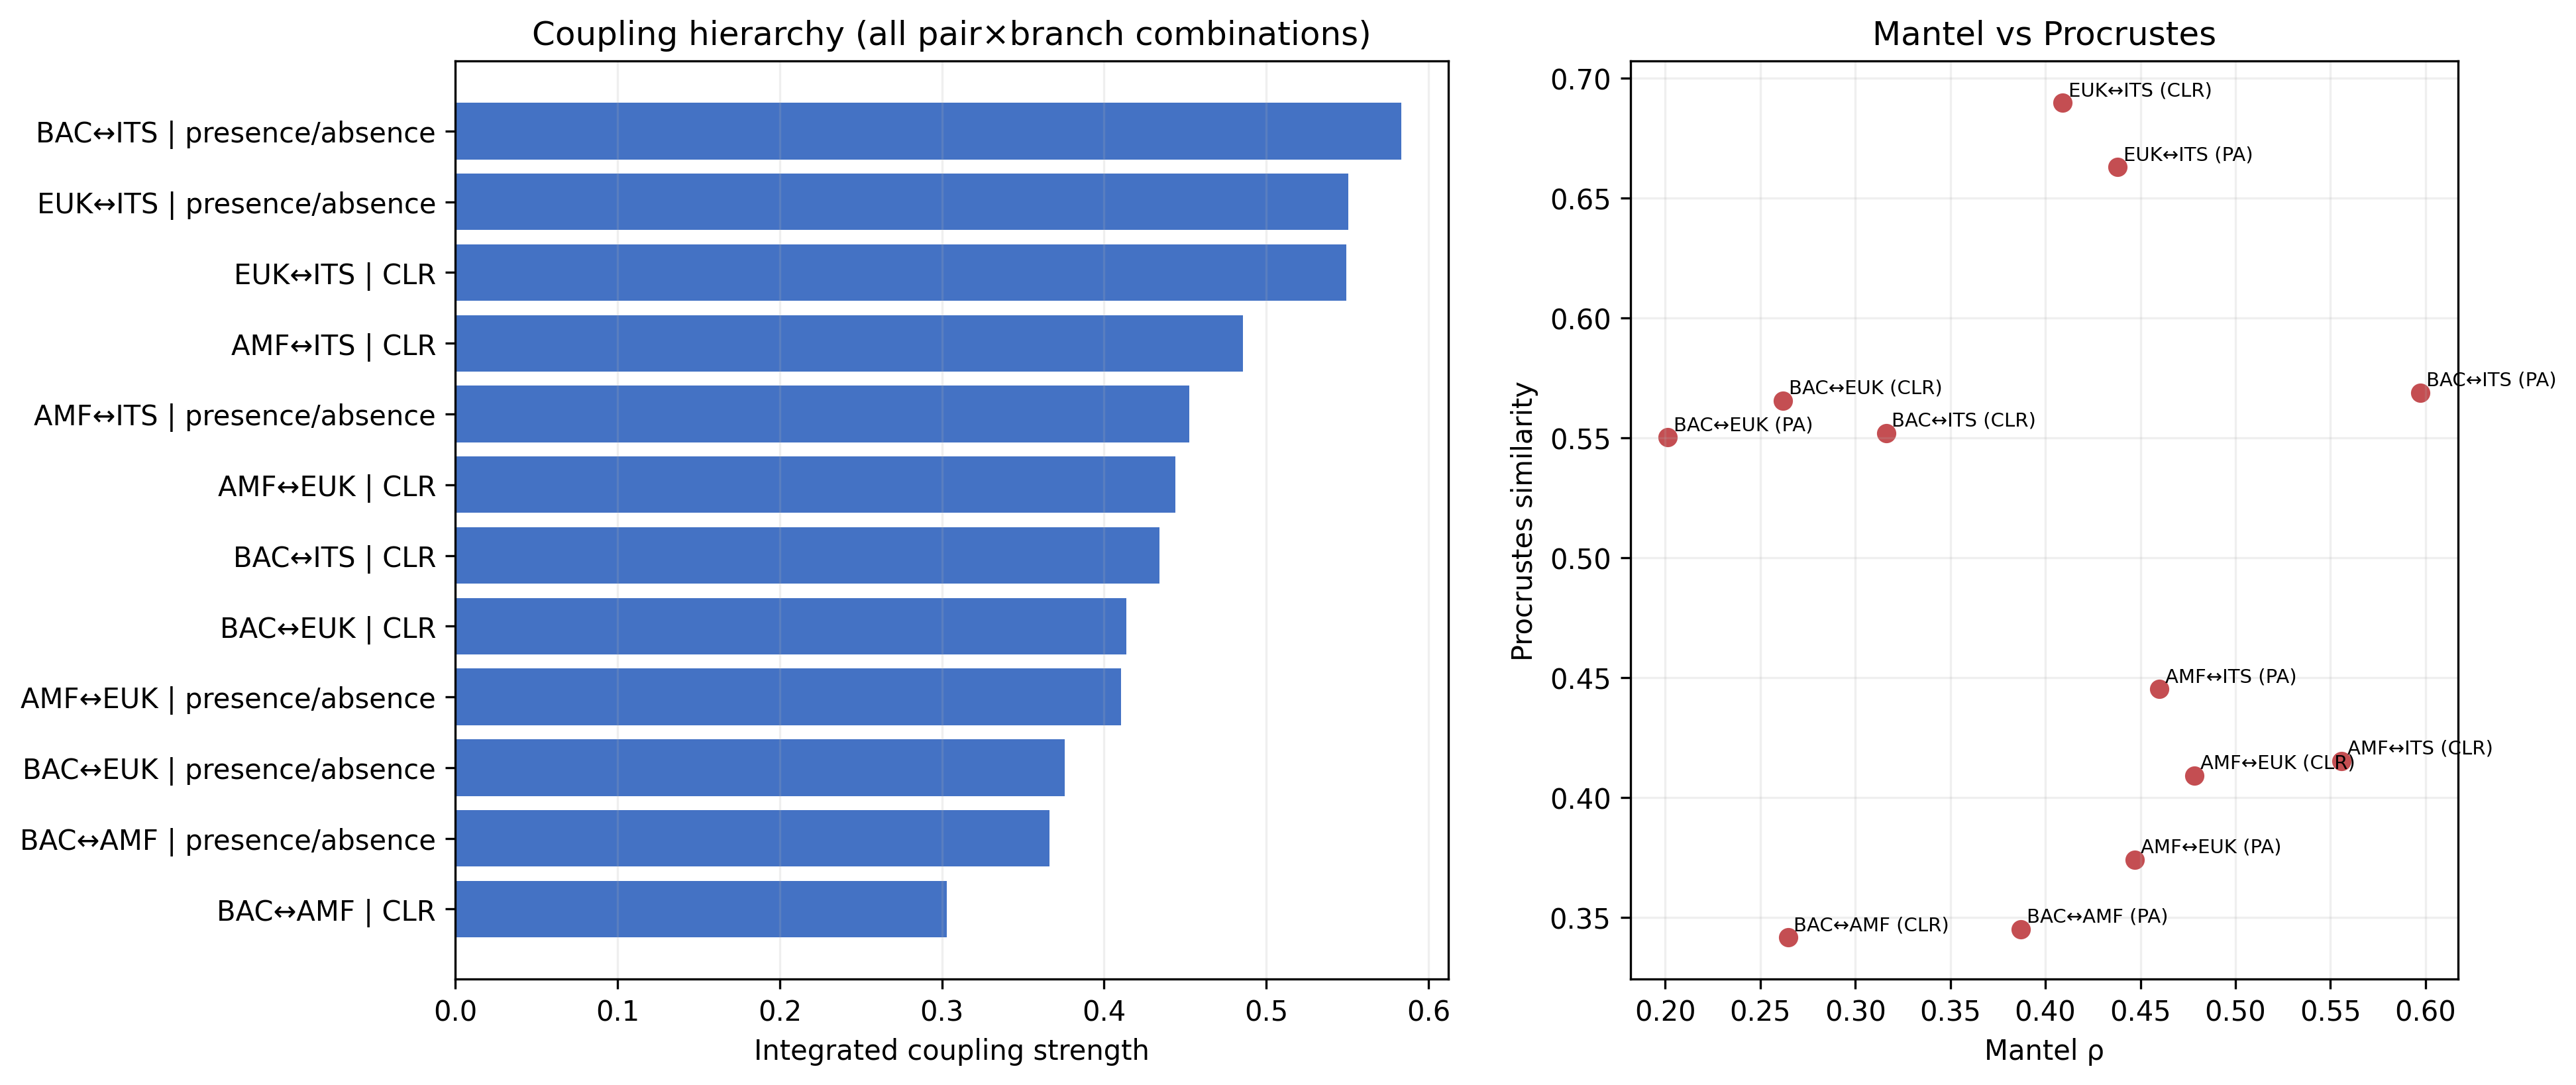 Coupling hierarchy (all pair×branch combinations)
BAC↔ITS | presence/absence
EUK↔ITS | presence/absence
EUK↔ITS | CLR
AMF↔ITS | CLR
AMF↔ITS | presence/absence
AMF↔EUK | CLR
BAC↔ITS | CLR
BAC↔EUK | CLR
AMF↔EUK | presence/absence
BAC↔EUK | presence/absence
BAC↔AMF | presence/absence
BAC↔AMF | CLR
0.0 0.1 0.2 0.3 0.4 0.5 0.6
Integrated coupling strength
Mantel vs Procrustes
Procrustes similarity
0.70
0.65
0.60
0.55
0.50
0.45
0.40
0.35
EUK↔ITS (CLR)
EUK↔ITS (PA)
BAC↔ITS (PA)
BAC↔EUK (CLR)
BAC↔EUK (PA)
BAC↔ITS (CLR)
AMF↔ITS (PA)
AMF↔ITS (CLR)
AMF↔EUK (CLR)
AMF↔EUK (PA)
BAC↔AMF (PA)
BAC↔AMF (CLR)
0.20 0.25 0.30 0.35 0.40 0.45 0.50 0.55 0.60
Mantel ρ